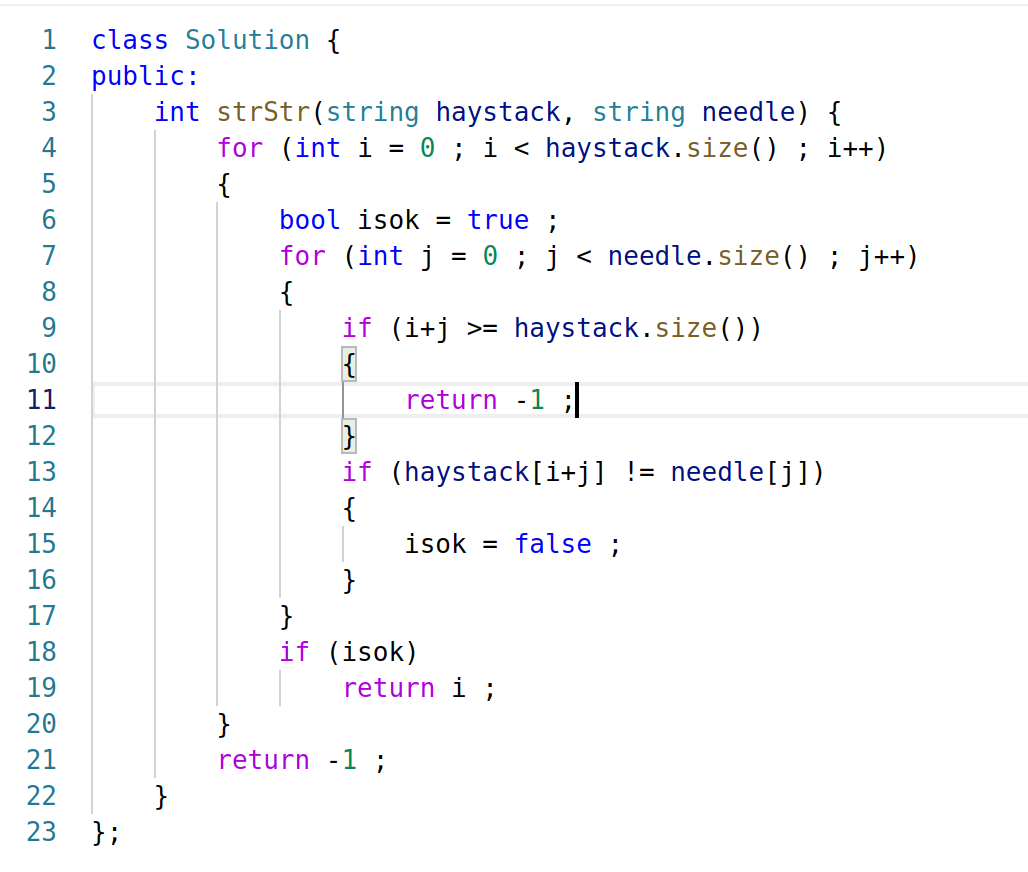 1 class Solution {
2 public:
3     int strStr(string haystack, string needle) {
4         for (int i = 0 ; i < haystack.size() ; i++)
5         {
6             bool isok = true ;
7             for (int j = 0 ; j < needle.size() ; j++)
8             {
9                 if (i+j >= haystack.size())
10                 {
11                     return -1 ;
12                 }
13                 if (haystack[i+j] != needle[j])
14                 {
15                     isok = false ;
16                 }
17             }
18             if (isok)
19                 return i ;
20         }
21         return -1 ;
22     }
23 };